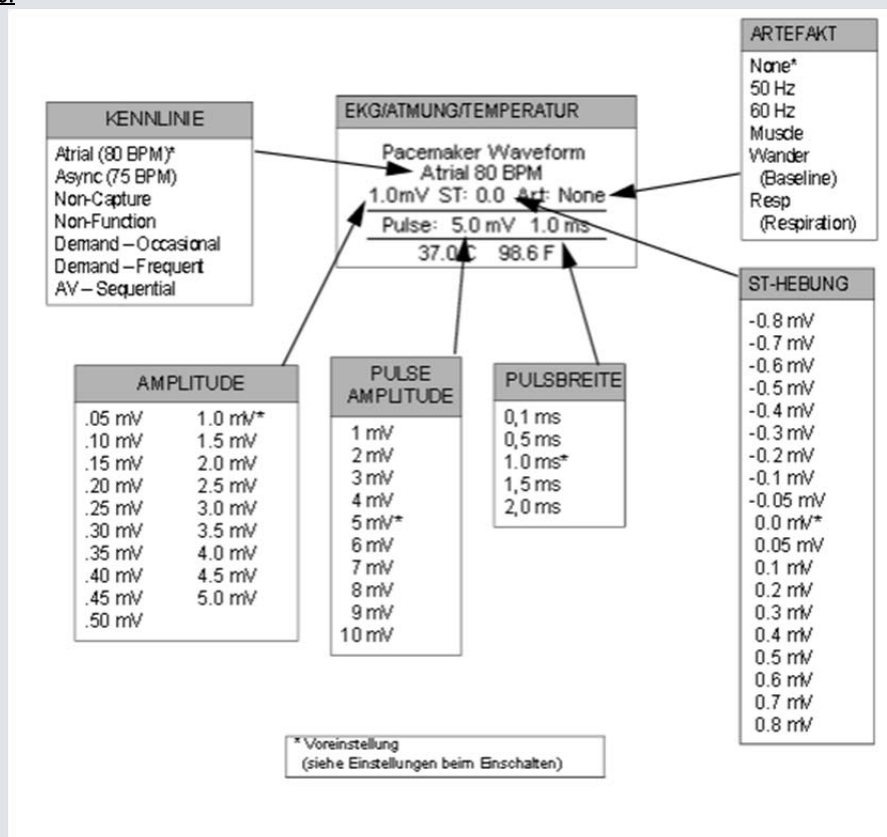 ARTEFAKT
None*
50 Hz
60 Hz
Muscle
Wander
(Baseline)
Resp
(Respiration)
KENNLINIE
Atrial (80 BPM)*
Async (75 BPM)
Non-Capture
Non-Function
Demand – Occasional
Demand – Frequent
AV – Sequential
EKG/ATMUNG/TEMPERATUR
Pacemaker Waveform
Atrial 80 BPM
1.0mV ST: 0.0 Art: None
Pulse: 5.0 mV 1.0 ms
37.0 C 98.6 F
ST-HEBUNG
-0.8 mV
-0.7 mV
-0.6 mV
-0.5 mV
-0.4 mV
-0.3 mV
-0.2 mV
-0.1 mV
-0.05 mV
0.0 mV*
0.05 mV
0.1 mV
0.2 mV
0.3 mV
0.4 mV
0.5 mV
0.6 mV
0.7 mV
0.8 mV
AMPLITUDE
.05 mV 1.0 mV*
.10 mV 1.5 mV
.15 mV 2.0 mV
.20 mV 2.5 mV
.25 mV 3.0 mV
.30 mV 3.5 mV
.35 mV 4.0 mV
.40 mV 4.5 mV
.45 mV 5.0 mV
.50 mV
PULSE
AMPLITUDE
1 mV
2 mV
3 mV
4 mV
5 mV*
6 mV
7 mV
8 mV
9 mV
10 mV
PULSBREITE
0,1 ms
0,5 ms
1.0 ms*
1,5 ms
2,0 ms
* Voreinstellung
(siehe Einstellungen beim Einschalten)